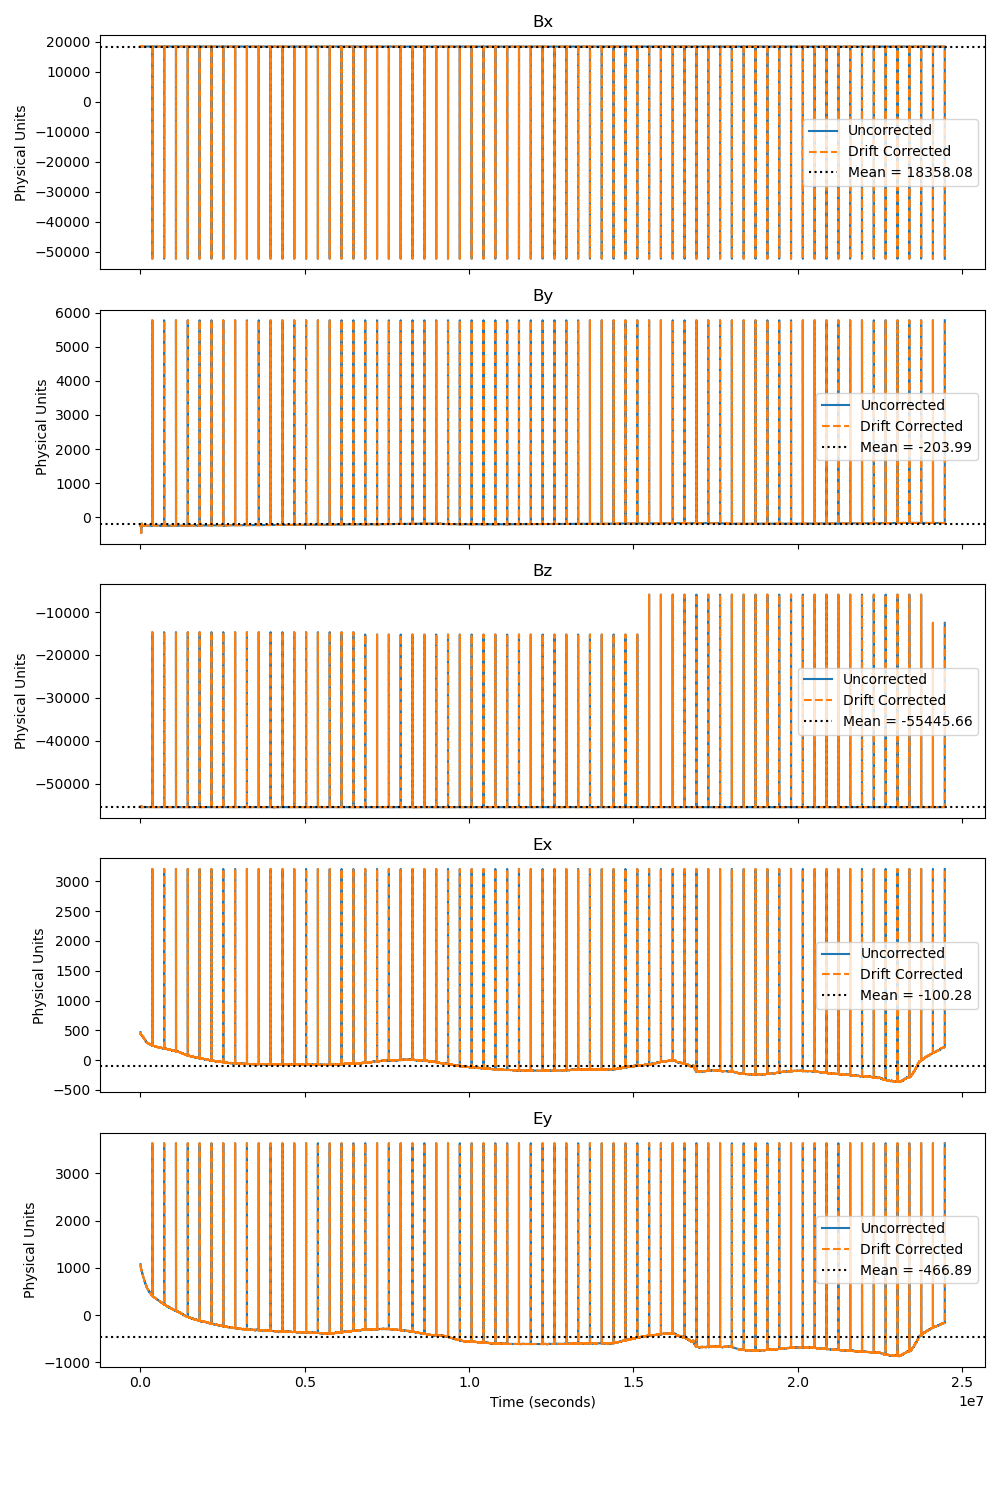 Bx
20000
10000
0
−10000
−20000
−30000
−40000
−50000
Physical Units
Uncorrected
Drift Corrected
Mean = 18358.08
By
6000
5000
4000
3000
2000
1000
0
Physical Units
Uncorrected
Drift Corrected
Mean = -203.99
Bz
−10000
−20000
−30000
−40000
−50000
Physical Units
Uncorrected
Drift Corrected
Mean = -55445.66
Ex
3000
2500
2000
1500
1000
500
0
−500
Physical Units
Uncorrected
Drift Corrected
Mean = -100.28
Ey
3000
2000
1000
0
−1000
Physical Units
Uncorrected
Drift Corrected
Mean = -466.89
0.0 0.5 1.0 1.5 2.0 2.5
1e7
Time (seconds)